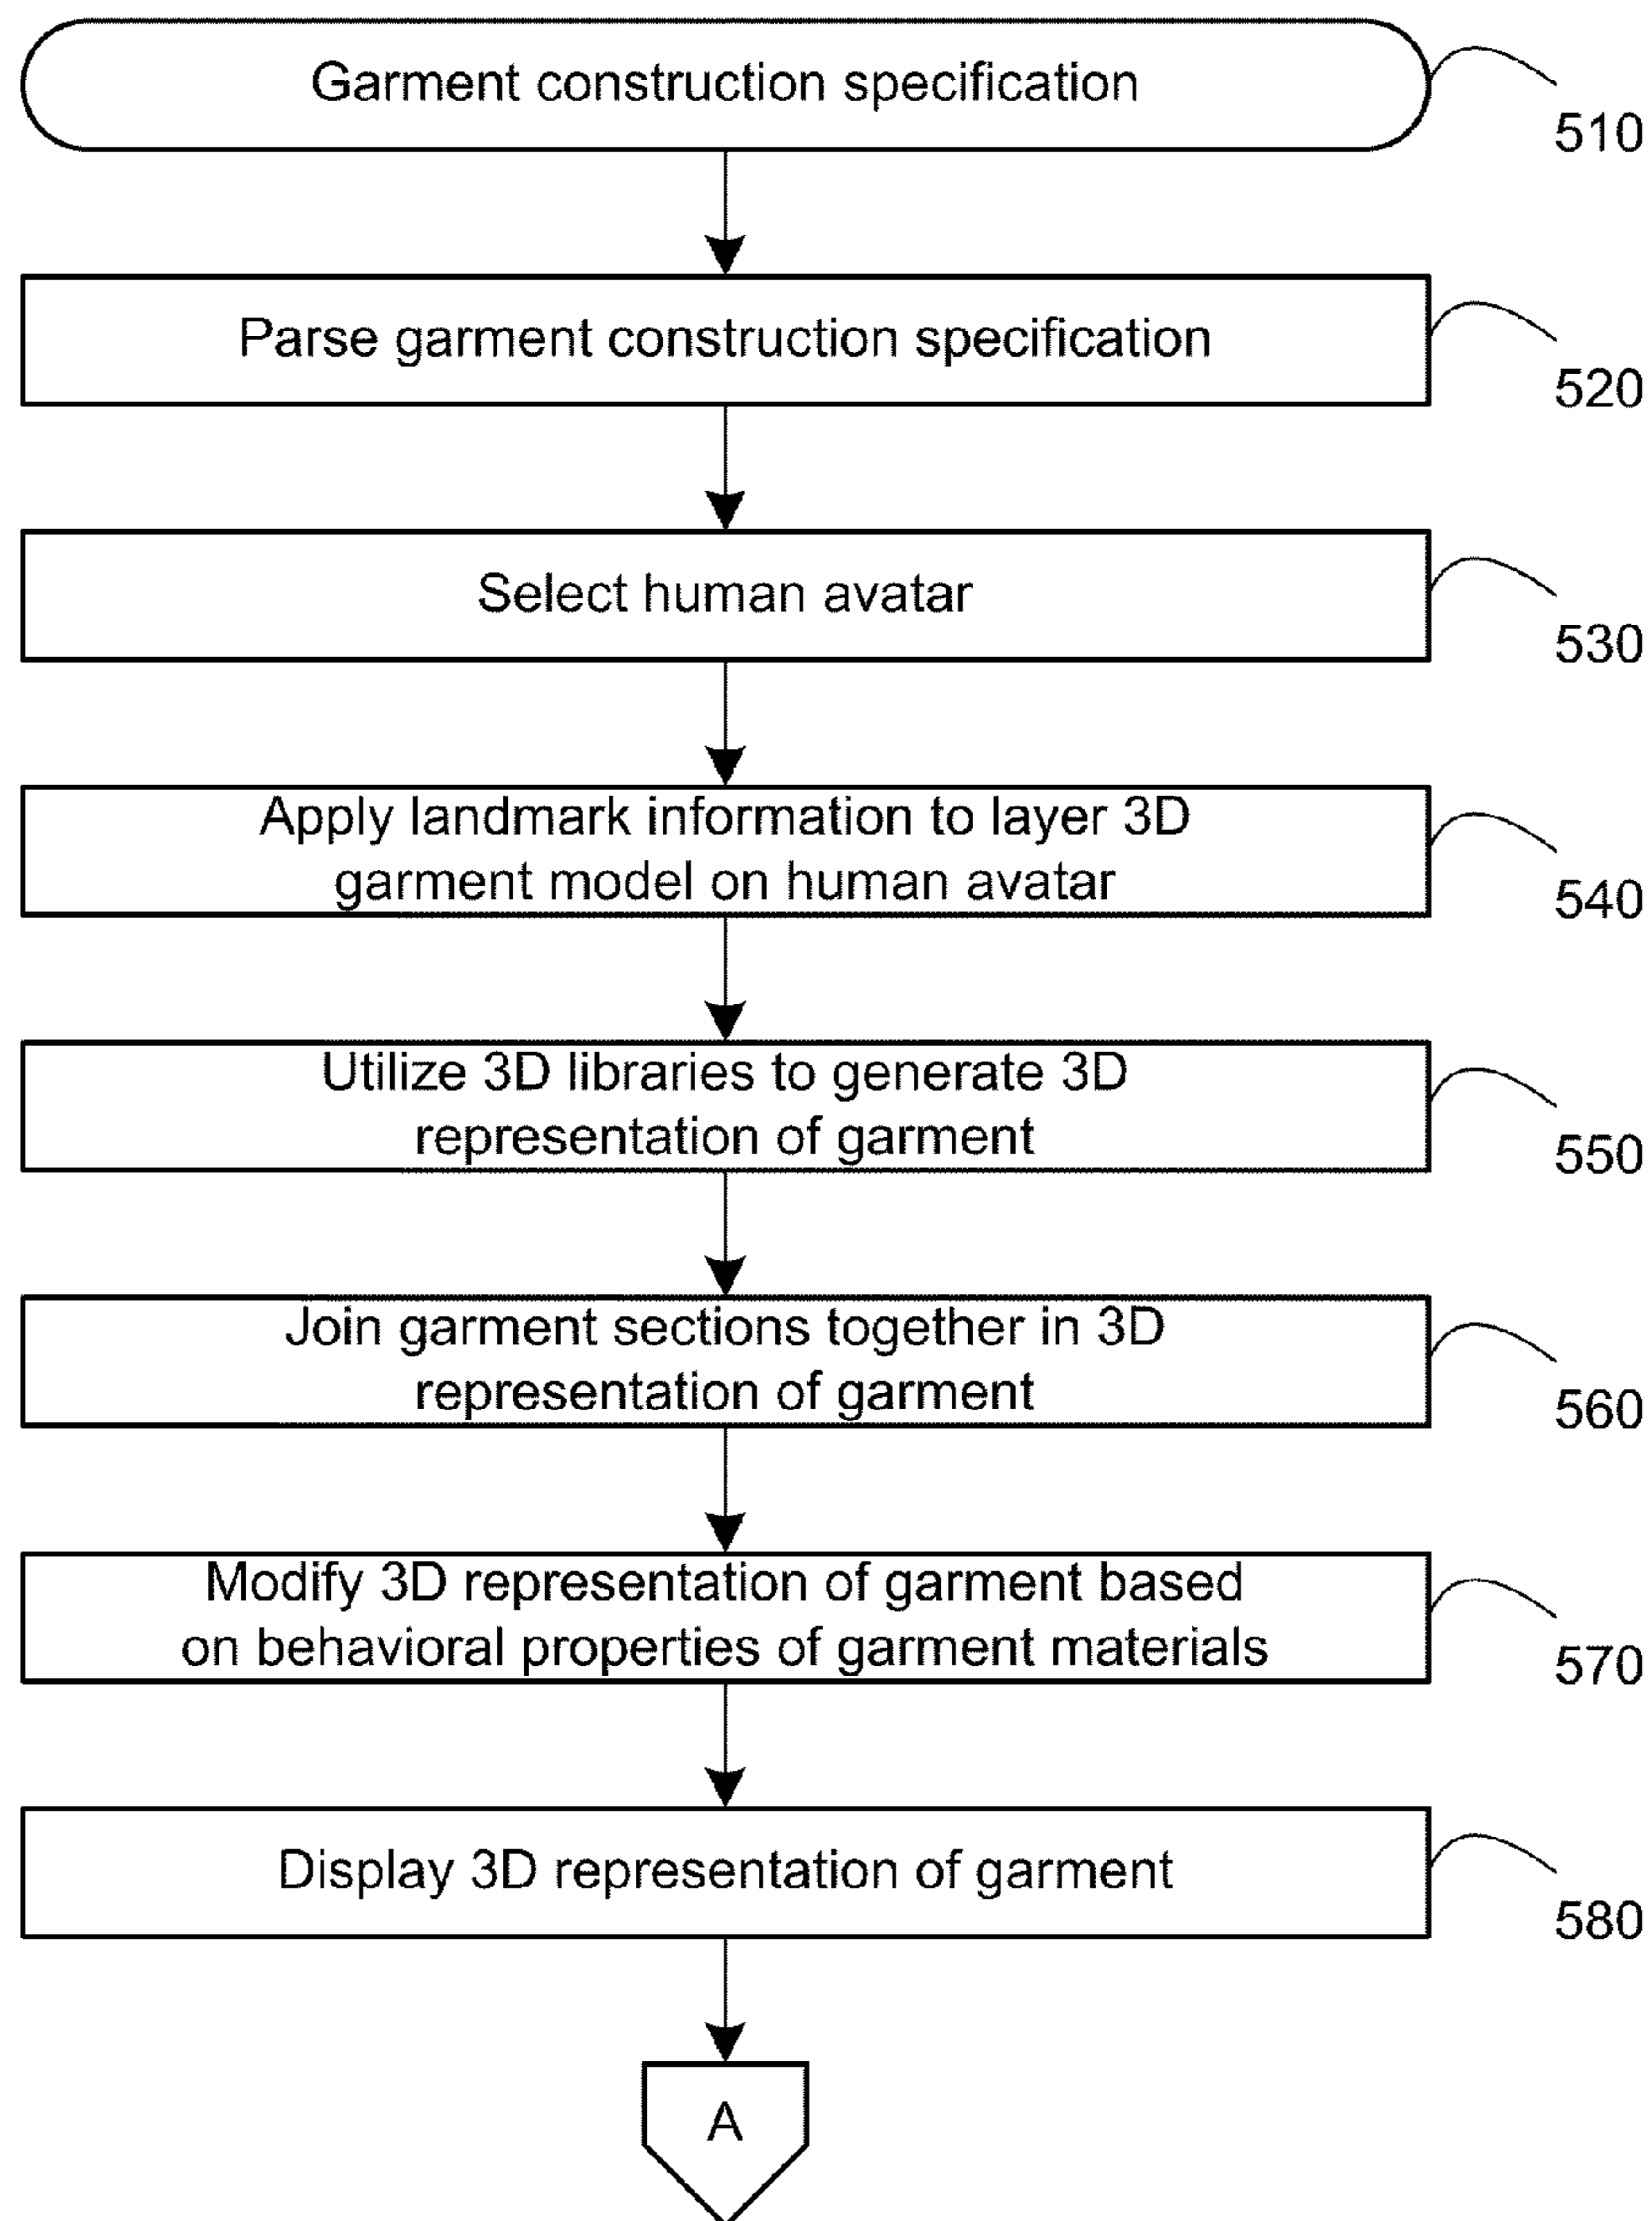 Garment construction specification
510
Parse garment construction specification
520
Select human avatar
530
Apply landmark information to layer 3D
garment model on human avatar
540
Utilize 3D libraries to generate 3D
representation of garment
550
Join garment sections together in 3D
representation of garment
560
Modify 3D representation of garment based
on behavioral properties of garment materials
570
Display 3D representation of garment
580
A